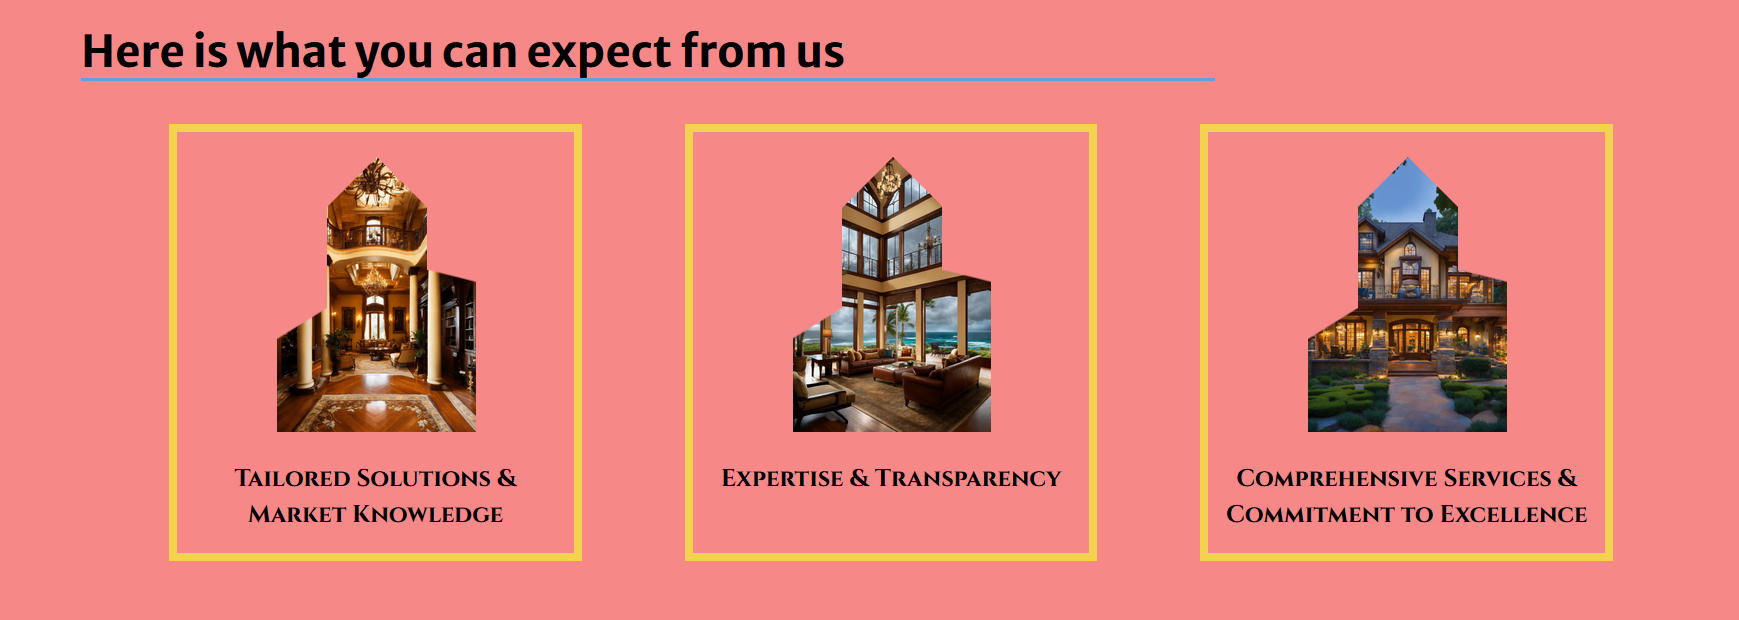 Here is what you can expect from us
Tailored Solutions &
Market Knowledge
Expertise & Transparency
Comprehensive Services &
Commitment to Excellence